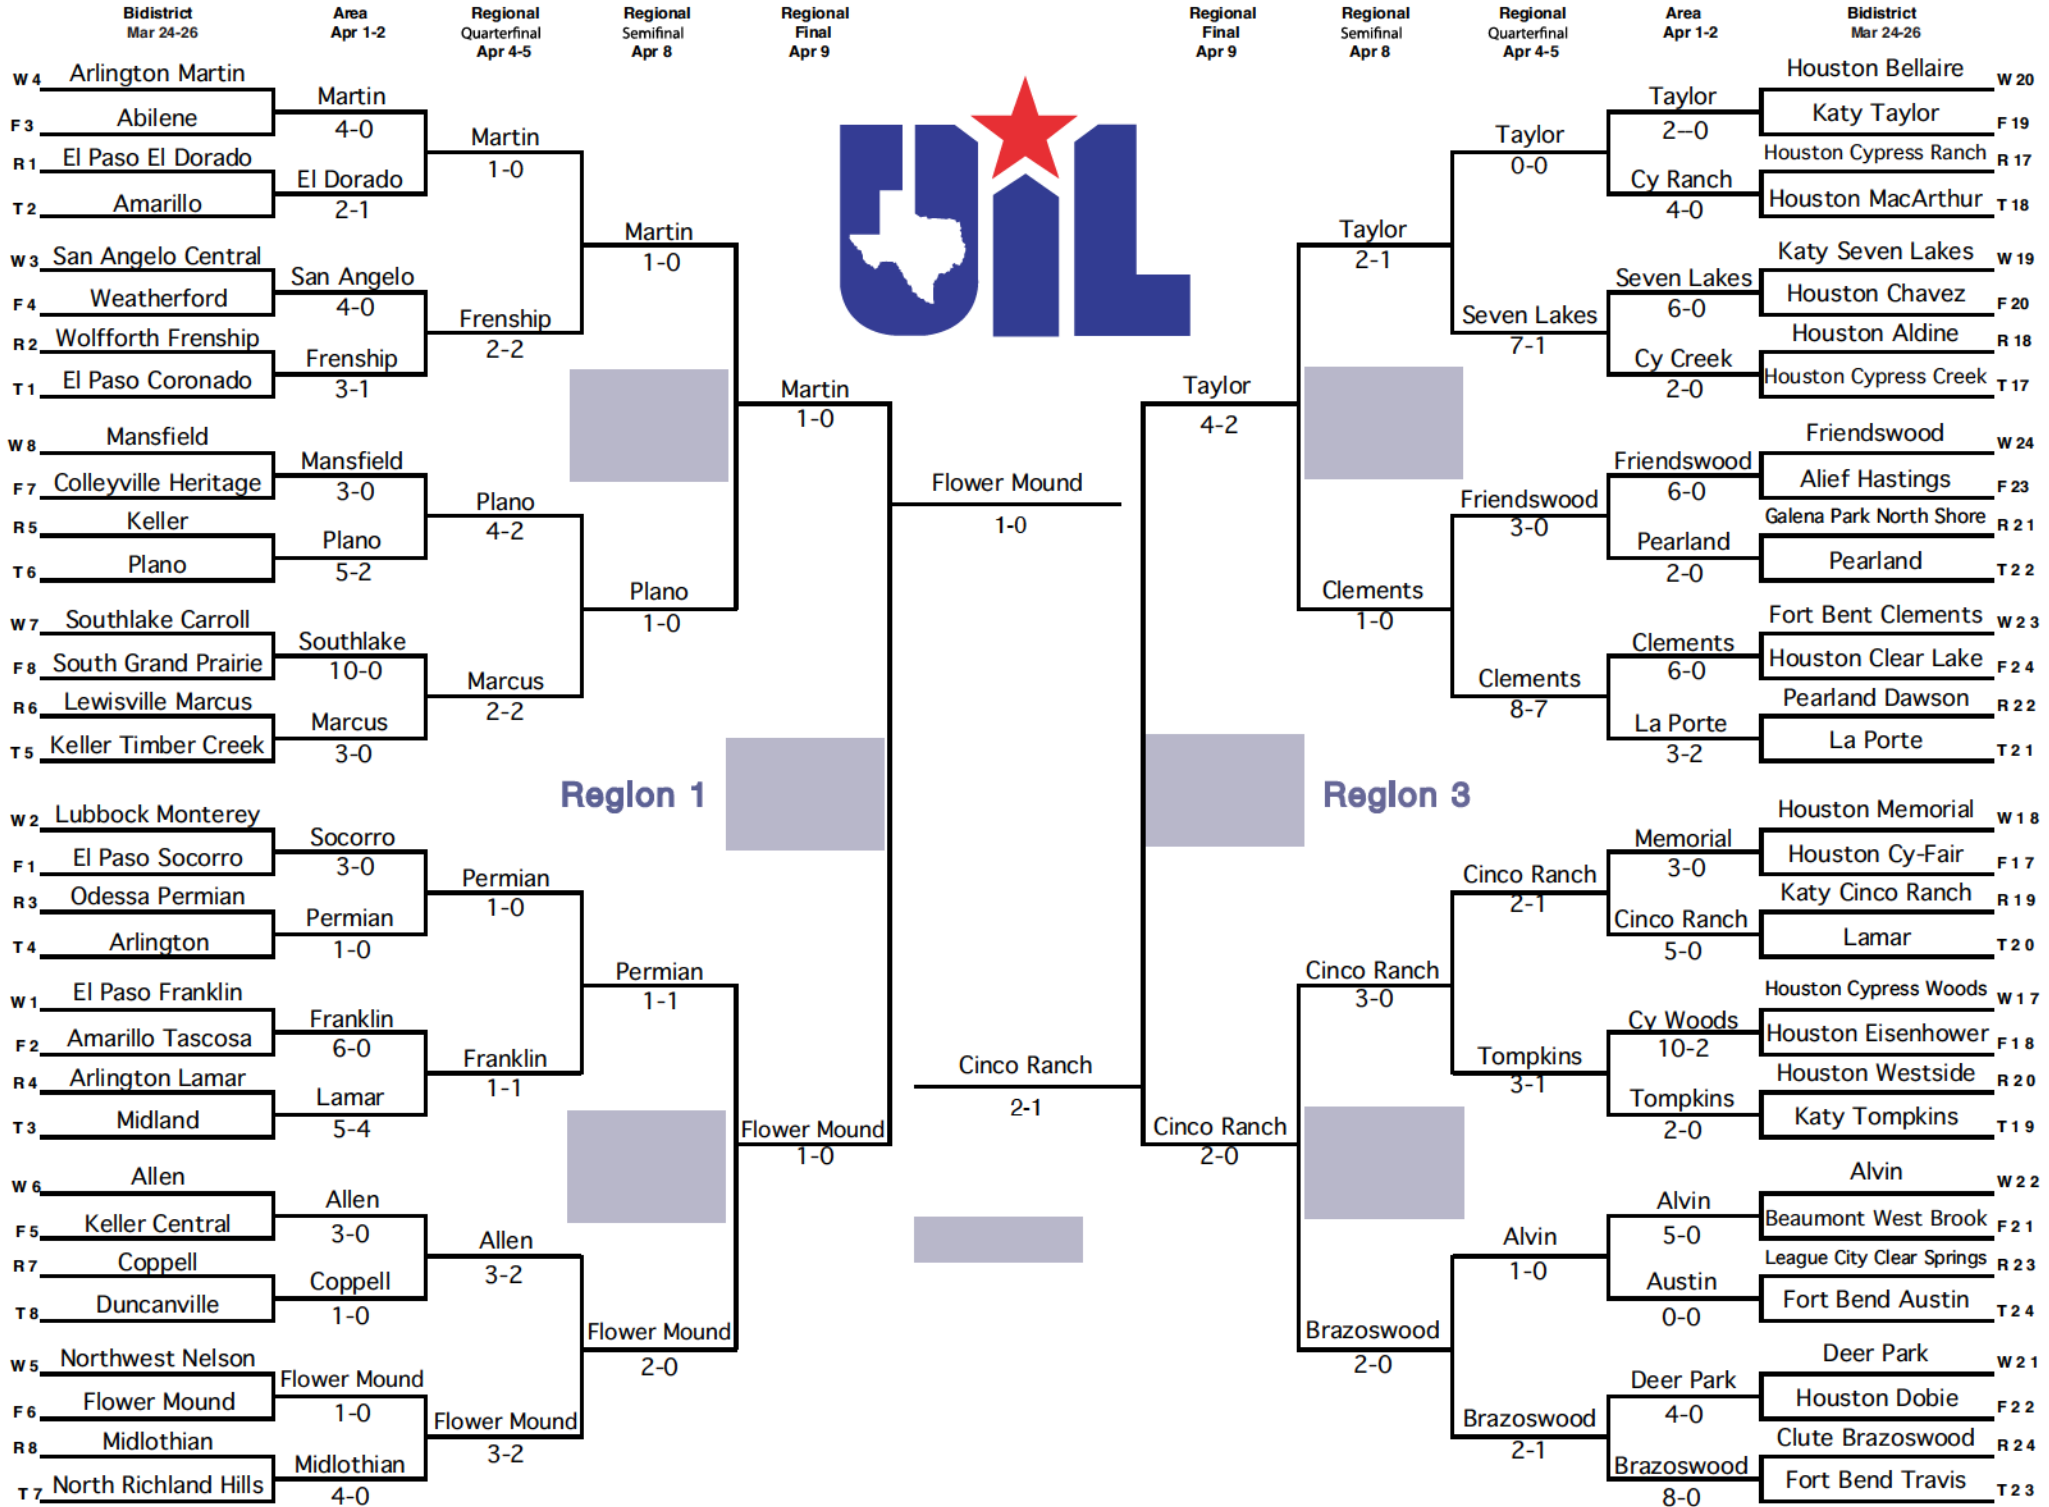 Bidistrict
Mar 24-26
Area
Apr 1-2
Regional
Quarterfinal
Apr 4-5
Regional
Semifinal
Apr 8
Regional
Final
Apr 9
Regional
Final
Apr 9
Regional
Semifinal
Apr 8
Regional
Quarterfinal
Apr 4-5
Area
Apr 1-2
Bidistrict
Mar 24-26
UIL
W 4 Arlington Martin
F 3 Abilene
R 1 El Paso El Dorado
T 2 Amarillo
W 3 San Angelo Central
F 4 Weatherford
R 2 Wolfforth Frenship
T 1 El Paso Coronado
W 8 Mansfield
F 7 Colleyville Heritage
R 5 Keller
T 6 Plano
W 7 Southlake Carroll
F 8 South Grand Prairie
R 6 Lewisville Marcus
T 5 Keller Timber Creek
W 2 Lubbock Monterey
F 1 El Paso Socorro
R 3 Odessa Permian
T 4 Arlington
W 1 El Paso Franklin
F 2 Amarillo Tascosa
R 4 Arlington Lamar
T 3 Midland
W 6 Allen
F 5 Keller Central
R 7 Coppell
T 8 Duncanville
W 5 Northwest Nelson
F 6 Flower Mound
R 8 Midlothian
T 7 North Richland Hills
Martin
4-0
El Dorado
2-1
San Angelo
4-0
Frenship
3-1
Mansfield
3-0
Plano
5-2
Southlake
10-0
Marcus
3-0
Socorro
3-0
Permian
1-0
Franklin
6-0
Lamar
5-4
Allen
3-0
Coppell
1-0
Flower Mound
1-0
Midlothian
4-0
Martin
1-0
Frenship
2-2
Plano
4-2
Marcus
2-2
Permian
1-0
Franklin
1-1
Allen
3-2
Flower Mound
3-2
Martin
1-0
Plano
1-0
Permian
1-1
Flower Mound
2-0
Region 1
Martin
1-0
Flower Mound
1-0
Flower Mound
1-0
Cinco Ranch
2-1
Taylor
4-2
Cinco Ranch
2-0
Region 3
Taylor
2-1
Clements
1-0
Cinco Ranch
3-0
Brazoswood
2-0
Taylor
0-0
Seven Lakes
7-1
Friendswood
3-0
Clements
8-7
Cinco Ranch
2-1
Tompkins
3-1
Alvin
1-0
Brazoswood
2-1
Taylor
2--0
Cy Ranch
4-0
Seven Lakes
6-0
Cy Creek
2-0
Friendswood
6-0
Pearland
2-0
Clements
6-0
La Porte
3-2
Memorial
3-0
Cinco Ranch
5-0
Cy Woods
10-2
Tompkins
2-0
Alvin
5-0
Austin
0-0
Deer Park
4-0
Brazoswood
8-0
Houston Bellaire W 20
Katy Taylor F 19
Houston Cypress Ranch R 17
Houston MacArthur T 18
Katy Seven Lakes W 19
Houston Chavez F 20
Houston Aldine R 18
Houston Cypress Creek T 17
Friendswood W 24
Alief Hastings F 23
Galena Park North Shore R 21
Pearland T 22
Fort Bent Clements W 23
Houston Clear Lake F 24
Pearland Dawson R 22
La Porte T 21
Houston Memorial W 18
Houston Cy-Fair F 17
Katy Cinco Ranch R 19
Lamar T 20
Houston Cypress Woods W 17
Houston Eisenhower F 18
Houston Westside R 20
Katy Tompkins T 19
Alvin W 22
Beaumont West Brook F 21
League City Clear Springs R 23
Fort Bend Austin T 24
Deer Park W 21
Houston Dobie F 22
Clute Brazoswood R 24
Fort Bend Travis T 23